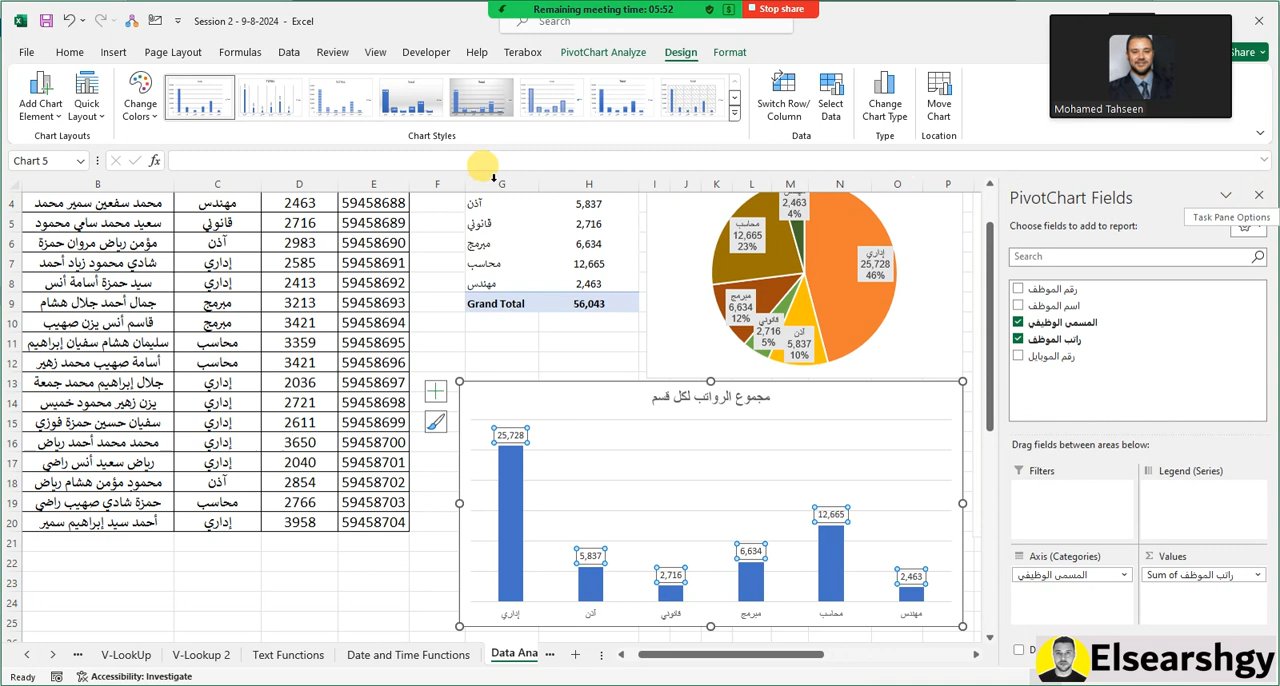 Remaining meeting time: 05:52
Stop share
Session 2 - 9-8-2024 - Excel
Search
File Home Insert Page Layout Formulas Data Review View Developer Help Terabox PivotChart Analyze Design Format
Share
Mohamed Tahseen
Add Chart Element
Quick Layout
Change Colors
Switch Row/Column
Select Data
Change Chart Type
Move Chart
Chart Layouts
Chart Styles
Data
Type
Location
Chart 5
fx
B C D E F G H I J K L M N O P
4 محمد سفعين سمير محمد مهندس 2463 59458688 آذن 5,837
5 سعيد محمد سامي محمود قانوني 2716 59458689 قانوني 2,716
6 مؤمن رياض مروان حمزة آذن 2983 59458690 مبرمج 6,634
7 شادي محمود زياد أحمد إداري 2585 59458691 محاسب 12,665
8 سيد حمزة أسامة أنس إداري 2413 59458692 مهندس 2,463
9 جمال أحمد جلال هشام مبرمج 3213 59458693 Grand Total 56,043
10 قاسم أنس يزن صهيب مبرمج 3421 59458694
11 سليمان هشام سفيان إبراهيم محاسب 3359 59458695
12 أسامة صهيب محمد زهير محاسب 3421 59458696
13 جلال إبراهيم محمد جمعة إداري 2036 59458697
14 يزن زهير محمود خميس إداري 2721 59458698
15 سفيان حسين حمزة فوزي إداري 2611 59458699
16 محمد محمد أحمد رياض إداري 3650 59458700
17 رياض سعيد أنس راضي إداري 2040 59458701
18 محمود مؤمن هشام رياض آذن 2854 59458702
19 حمزة شادي صهيب راضي محاسب 2766 59458703
20 أحمد سيد إبراهيم سمير إداري 3958 59458704
21
22
23
24
25
2,463
4%
محاسب
12,665
23%
إداري
25,728
46%
مبرمج
6,634
12%
قانوني
2,716
5%
آذن
5,837
10%
مجموع الرواتب لكل قسم
25,728
5,837
2,716
6,634
12,665
2,463
إداري
آذن
قانوني
مبرمج
محاسب
مهندس
PivotChart Fields
Task Pane Options
Choose fields to add to report:
Search
رقم الموظف
اسم الموظف
المسمى الوظيفي
راتب الموظف
رقم الموبايل
Drag fields between areas below:
Filters
Legend (Series)
Axis (Categories)
Values
المسمى الوظيفي
Sum of راتب الموظف
D
V-LookUp
V-LookUp 2
Text Functions
Data Ana
Ready
Accessibility: Investigate
Elsearshgy